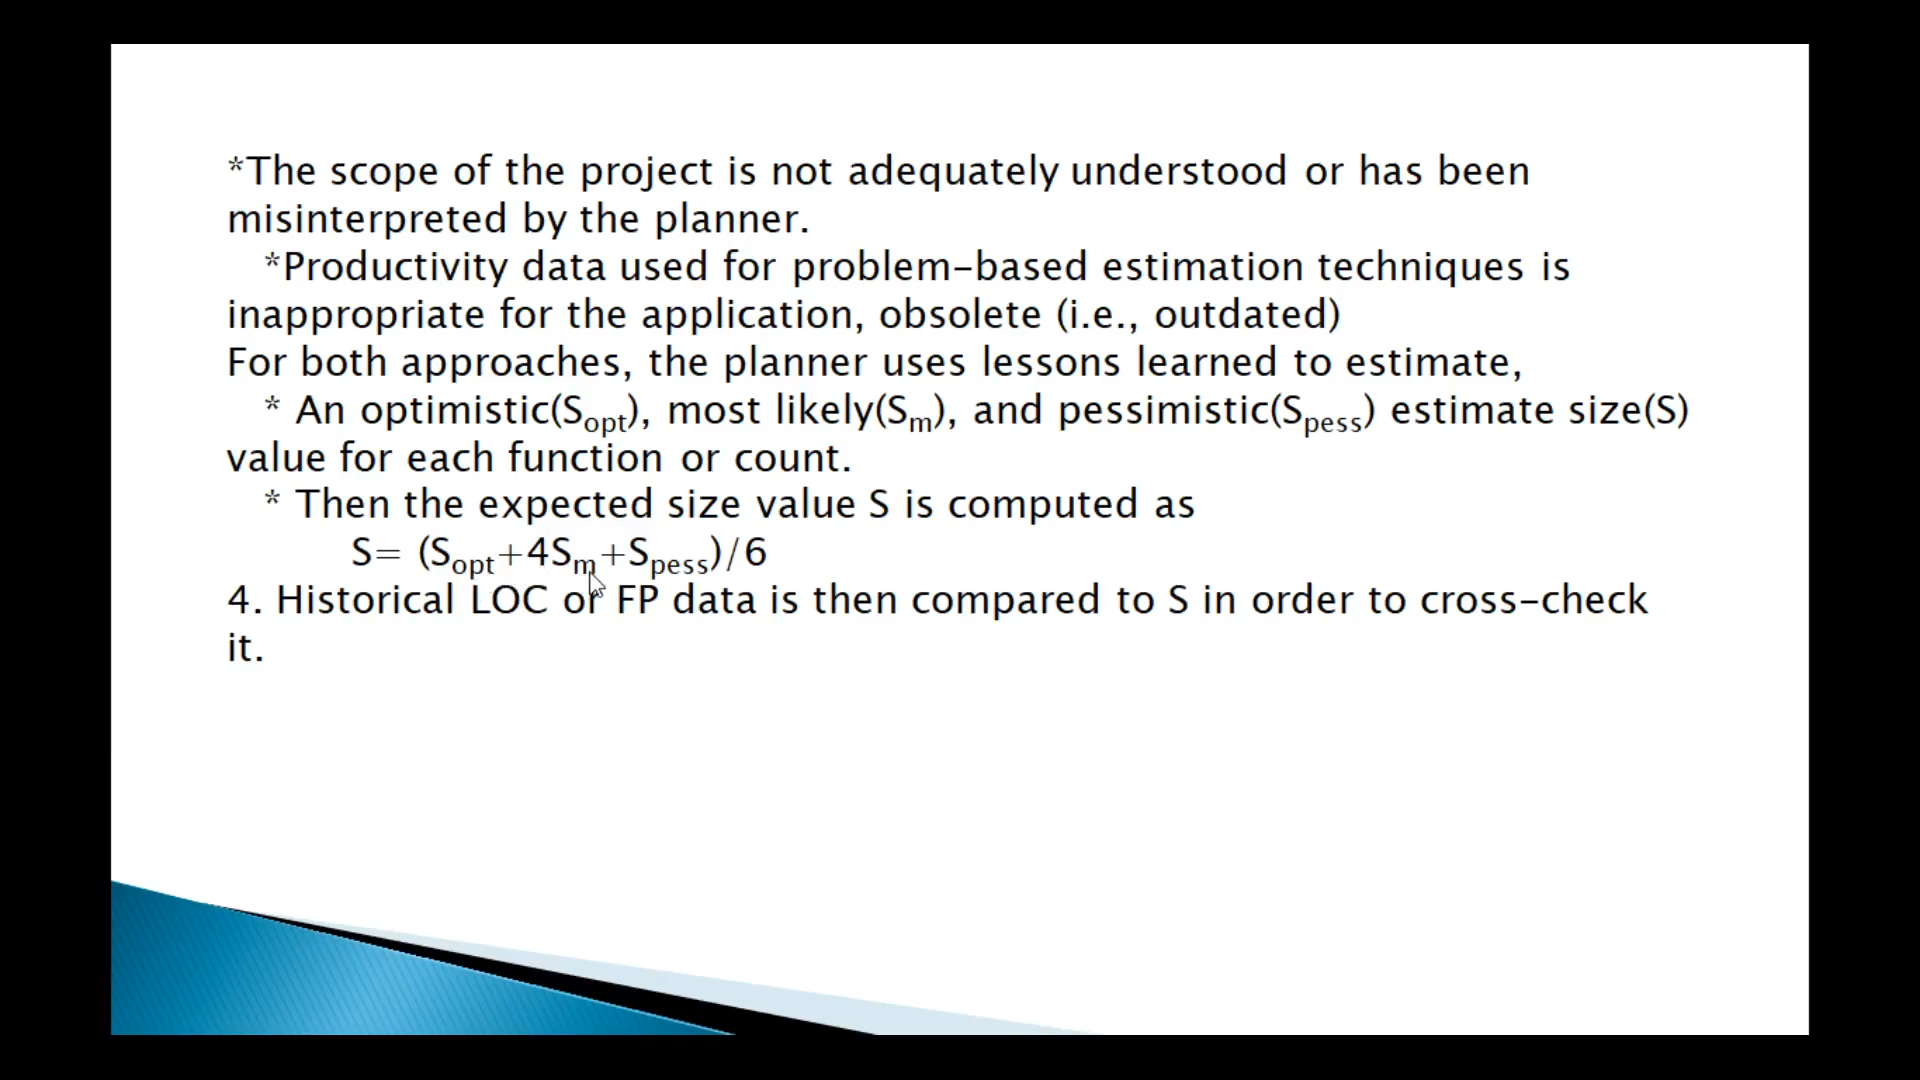 *The scope of the project is not adequately understood or has been
misinterpreted by the planner.
*Productivity data used for problem-based estimation techniques is
inappropriate for the application, obsolete (i.e., outdated)
For both approaches, the planner uses lessons learned to estimate,
* An optimistic(Sopt), most likely(Sm), and pessimistic(Spess) estimate size(S)
value for each function or count.
* Then the expected size value S is computed as
S= (Sopt+4Sm+Spess)/6
4. Historical LOC or FP data is then compared to S in order to cross-check
it.